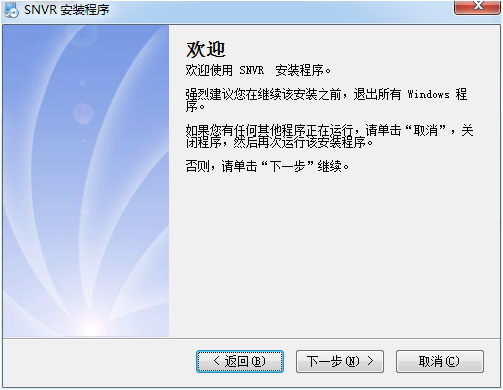 SNVR 安装程序
欢迎
欢迎使用 SNVR 安装程序。
强烈建议您在继续该安装之前，退出所有 Windows 程
序。
如果您有任何其他程序正在运行，请单击“取消”，关
闭程序，然后再次运行该安装程序。
否则，请单击“下一步”继续。
< 返回(B)
下一步(N) >
取消(C)